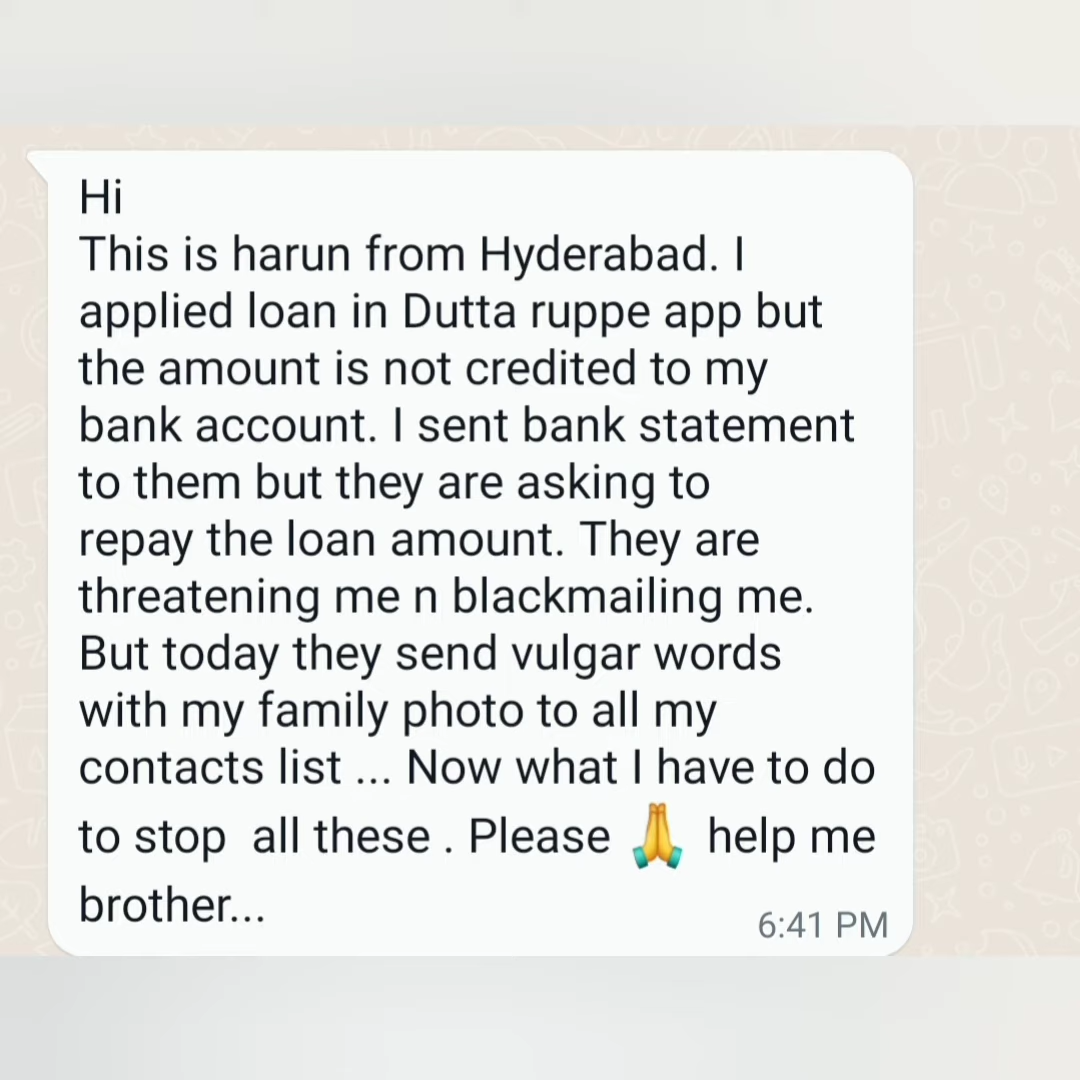 Hi
This is harun from Hyderabad. I
applied loan in Dutta ruppe app but
the amount is not credited to my
bank account. I sent bank statement
to them but they are asking to
repay the loan amount. They are
threatening me n blackmailing me.
But today they send vulgar words
with my family photo to all my
contacts list ... Now what I have to do
to stop  all these . Please 🙏 help me
brother...
6:41 PM